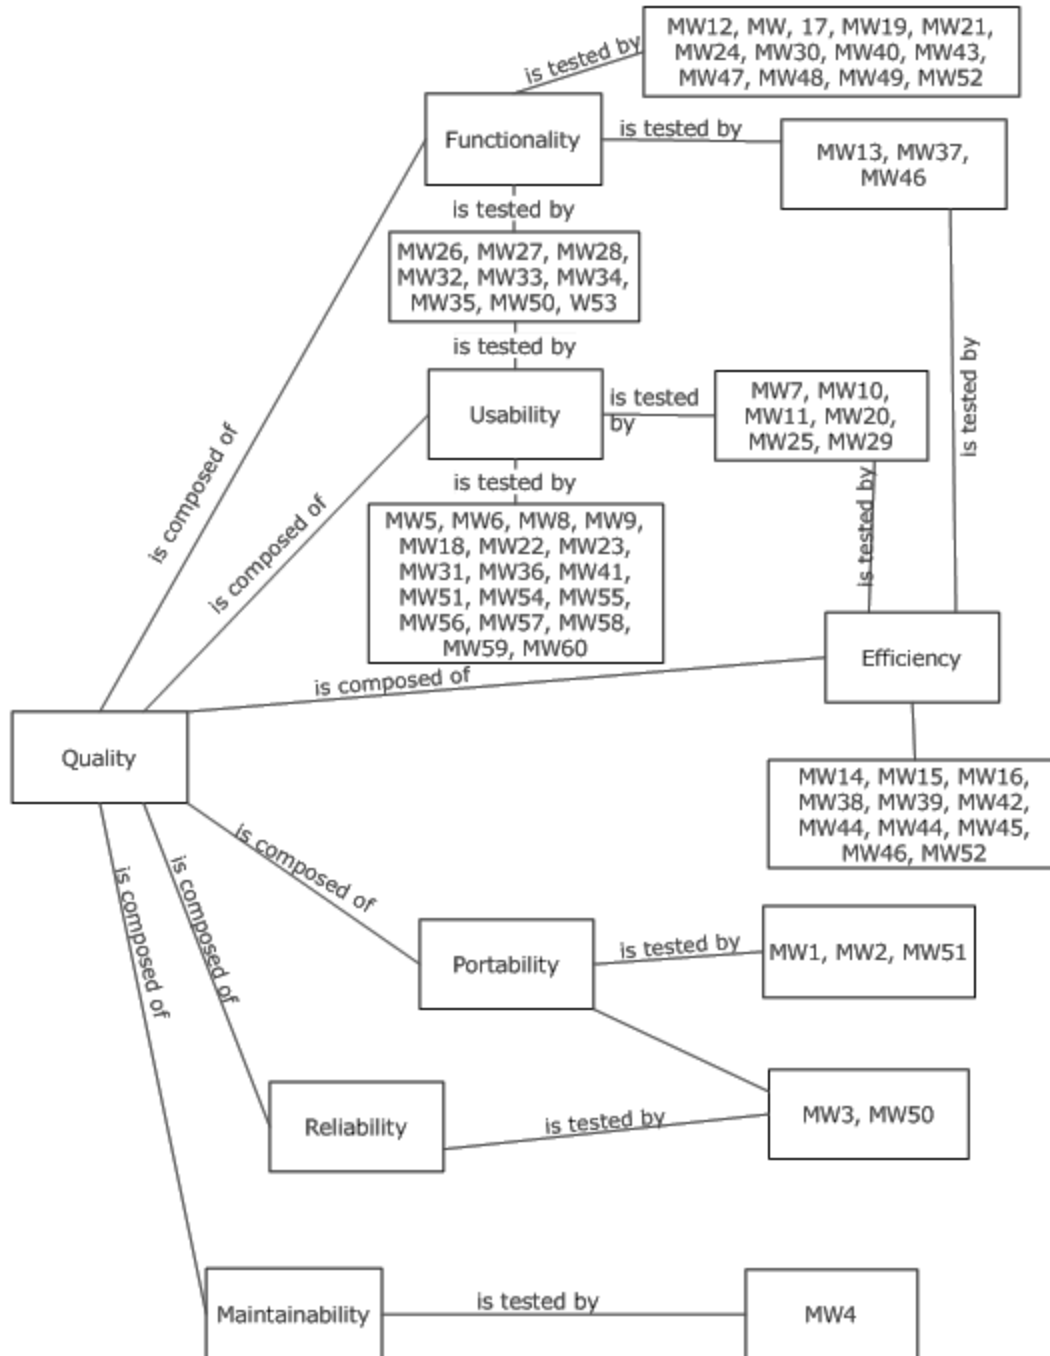 MW12, MW, 17, MW19, MW21,
MW24, MW30, MW40, MW43,
MW47, MW48, MW49, MW52
is tested by
Functionality
is tested by
MW13, MW37,
MW46
is tested by
MW26, MW27, MW28,
MW32, MW33, MW34,
MW35, MW50, W53
is tested by
is tested by
Usability
is tested
by
MW7, MW10,
MW11, MW20,
MW25, MW29
is composed of
is composed of
is tested by
is tested by
MW5, MW6, MW8, MW9,
MW18, MW22, MW23,
MW31, MW36, MW41,
MW51, MW54, MW55,
MW56, MW57, MW58,
MW59, MW60
Efficiency
is composed of
Quality
MW14, MW15, MW16,
MW38, MW39, MW42,
MW44, MW44, MW45,
MW46, MW52
is composed of
is composed of
is composed of
Portability
is tested by
MW1, MW2, MW51
Reliability
is tested by
MW3, MW50
Maintainability
is tested by
MW4